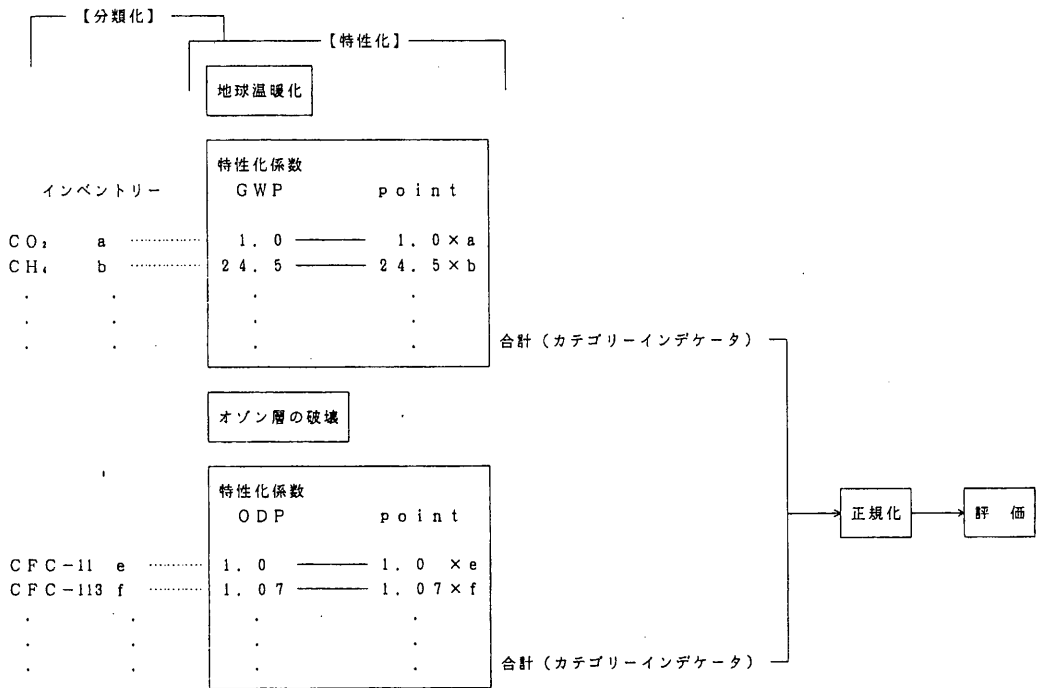 【分類化】
【特性化】
地球温暖化
特性化係数
インベントリー GWP point
CO₂ a 1.0 1.0×a
CH₄ b 24.5 24.5×b
合計(カテゴリーインデケータ)
オゾン層の破壊
特性化係数
ODP point
正規化 評 価
CFC-11 e 1.0 1.0 ×e
CFC-113 f 1.07 1.07×f
合計(カテゴリーインデケータ)